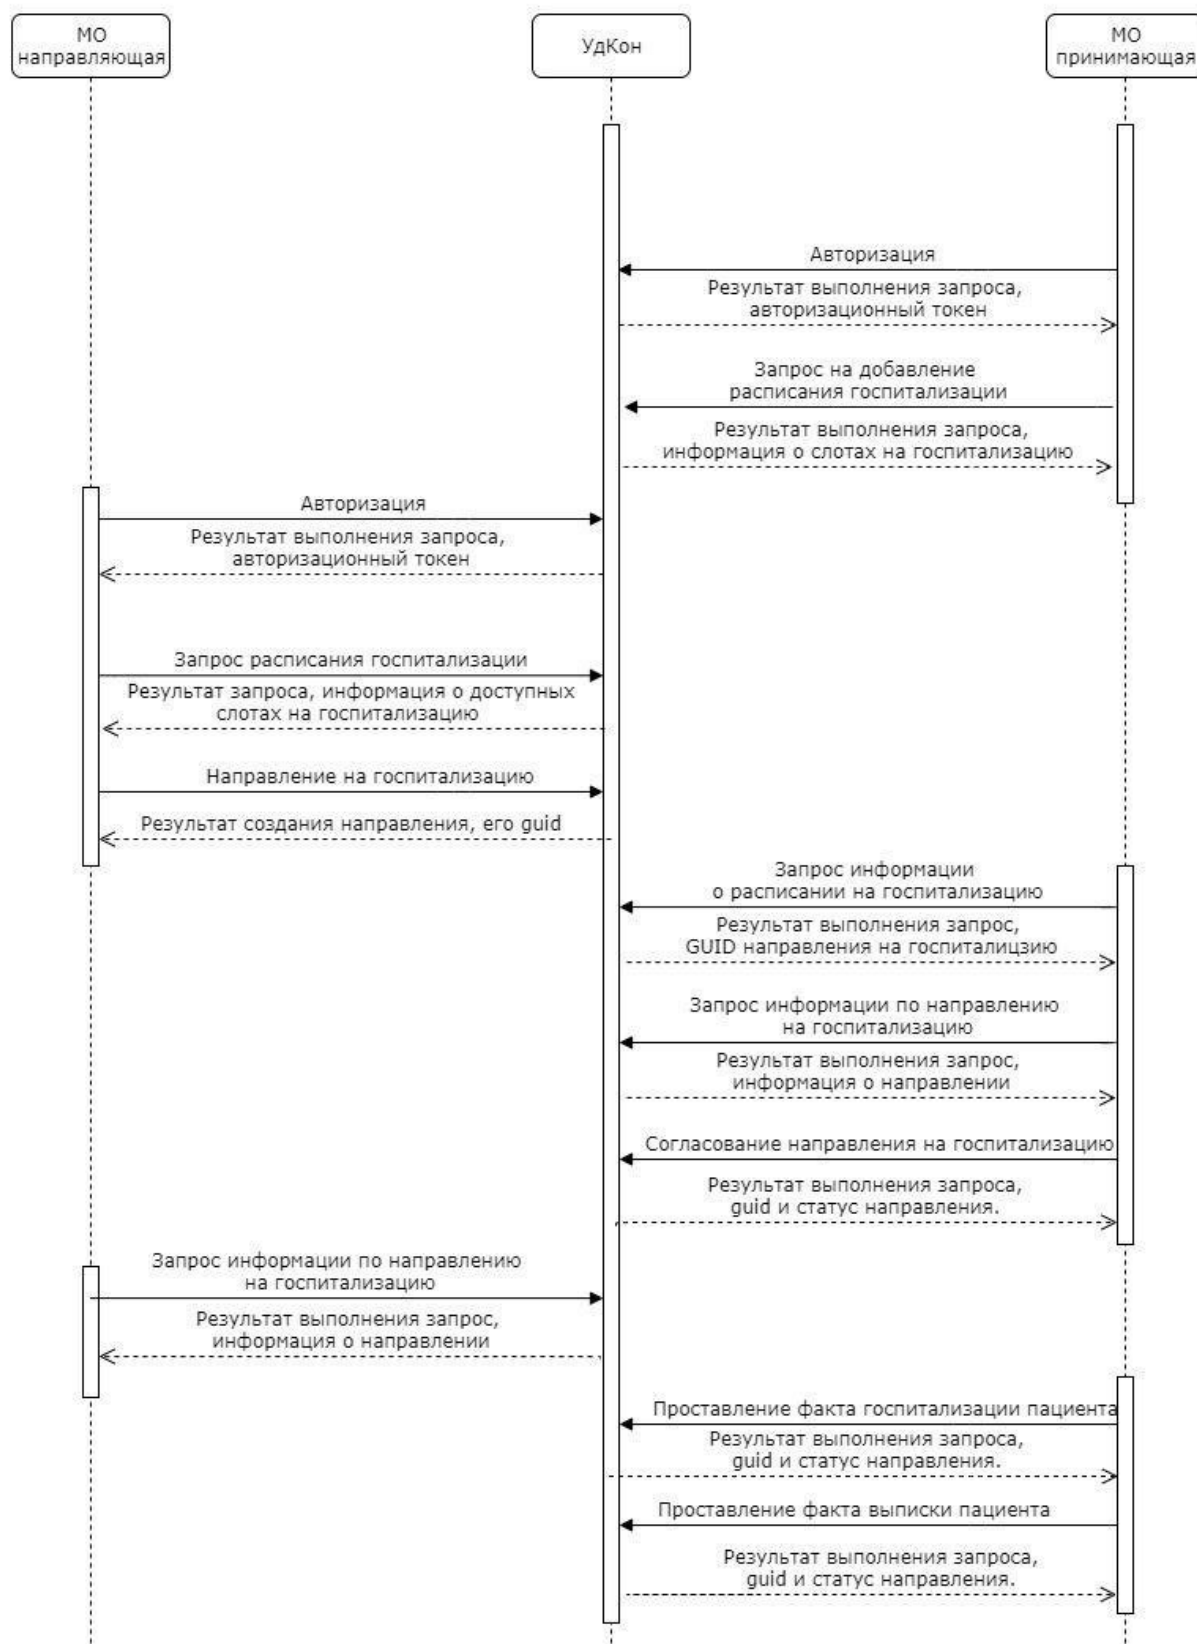 МО
направляющая
УдКон
МО
принимающая
Авторизация
Результат выполнения запроса,
авторизационный токен
Запрос на добавление
расписания госпитализации
Результат выполнения запроса,
информация о слотах на госпитализацию
Авторизация
Результат выполнения запроса,
авторизационный токен
Запрос расписания госпитализации
Результат запроса, информация о доступных
слотах на госпитализацию
Направление на госпитализацию
Результат создания направления, его guid
Запрос информации
о расписании на госпитализацию
Результат выполнения запрос,
GUID направления на госпиталицзию
Запрос информации по направлению
на госпитализацию
Результат выполнения запрос,
информация о направлении
Согласование направления на госпитализацию
Результат выполнения запроса,
guid и статус направления.
Запрос информации по направлению
на госпитализацию
Результат выполнения запрос,
информация о направлении
Проставление факта госпитализации пациента
Результат выполнения запроса,
guid и статус направления.
Проставление факта выписки пациента
Результат выполнения запроса,
guid и статус направления.